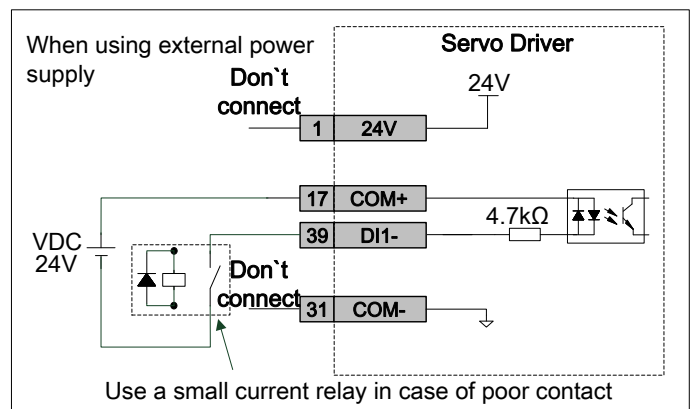 When using external power
supply
Servo Driver
Don`t
connect
24V
1 24V
17 COM+
4.7kΩ
39 DI1-
VDC
24V
Don`t
connect
31 COM-
Use a small current relay in case of poor contact